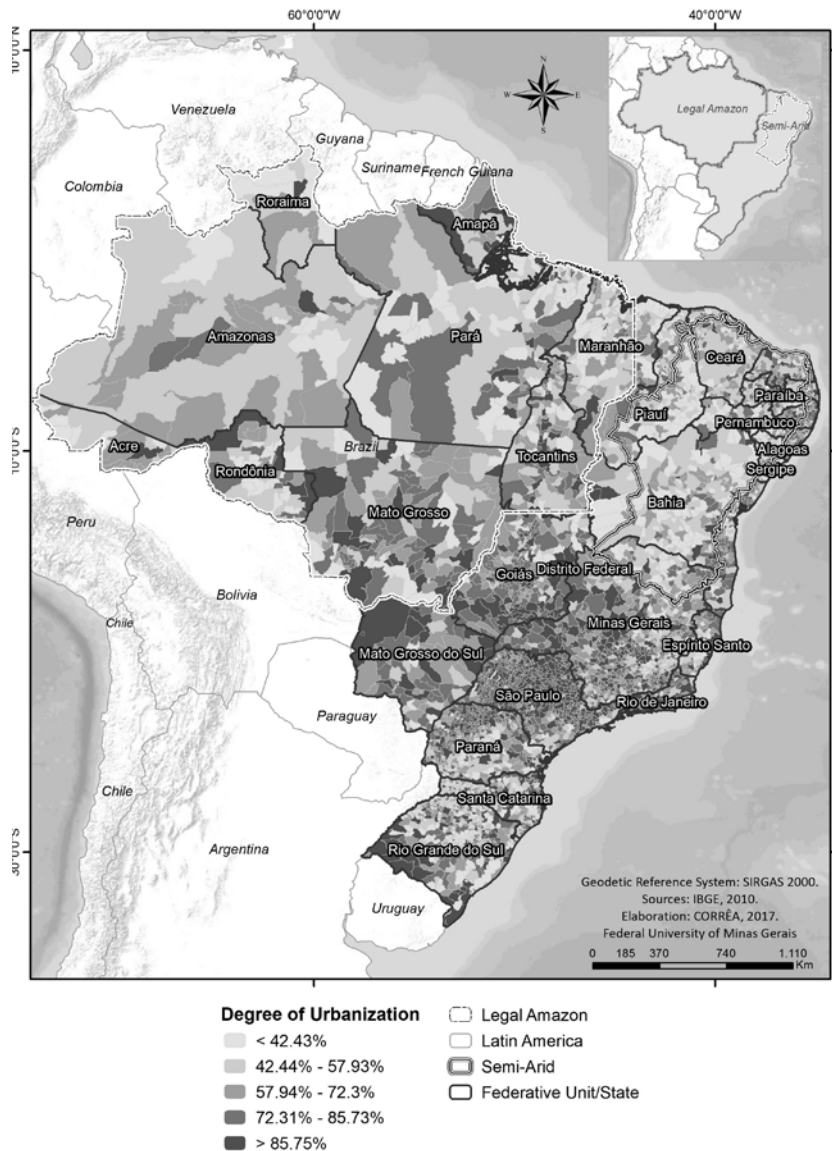 60°0'0"W
40°0'0"W
10°0'0"N
10°0'0"S
30°0'0"S
N
W
E
S
Legal Amazon
Semi-Arid
Venezuela
Guyana
Suriname
French Guiana
Colombia
Roraima
Amapá
Amazonas
Pará
Maranhão
Ceará
Paraíba
Piauí
Pernambuco
Acre
Brazil
Alagoas
Rondônia
Tocantins
Sergipe
Bahia
Mato Grosso
Peru
Goiás
Distrito Federal
Bolivia
Chile
Minas Gerais
Espírito Santo
Mato Grosso do Sul
São Paulo
Rio de Janeiro
Paraguay
Paraná
Chile
Santa Catarina
Argentina
Rio Grande do Sul
Uruguay
Geodetic Reference System: SIRGAS 2000.
Sources: IBGE, 2010.
Elaboration: CORRÊA, 2017.
Federal University of Minas Gerais
0 185 370 740 1,110
Km
Degree of Urbanization
< 42.43%
42.44% - 57.93%
57.94% - 72.3%
72.31% - 85.73%
> 85.75%
Legal Amazon
Latin America
Semi-Arid
Federative Unit/State